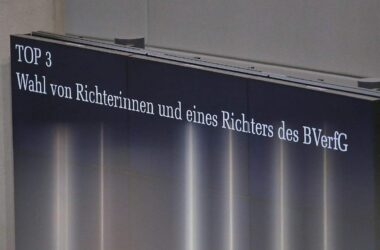 TOP 3
Wahl von Richterinnen und eines Richters des BVerfG